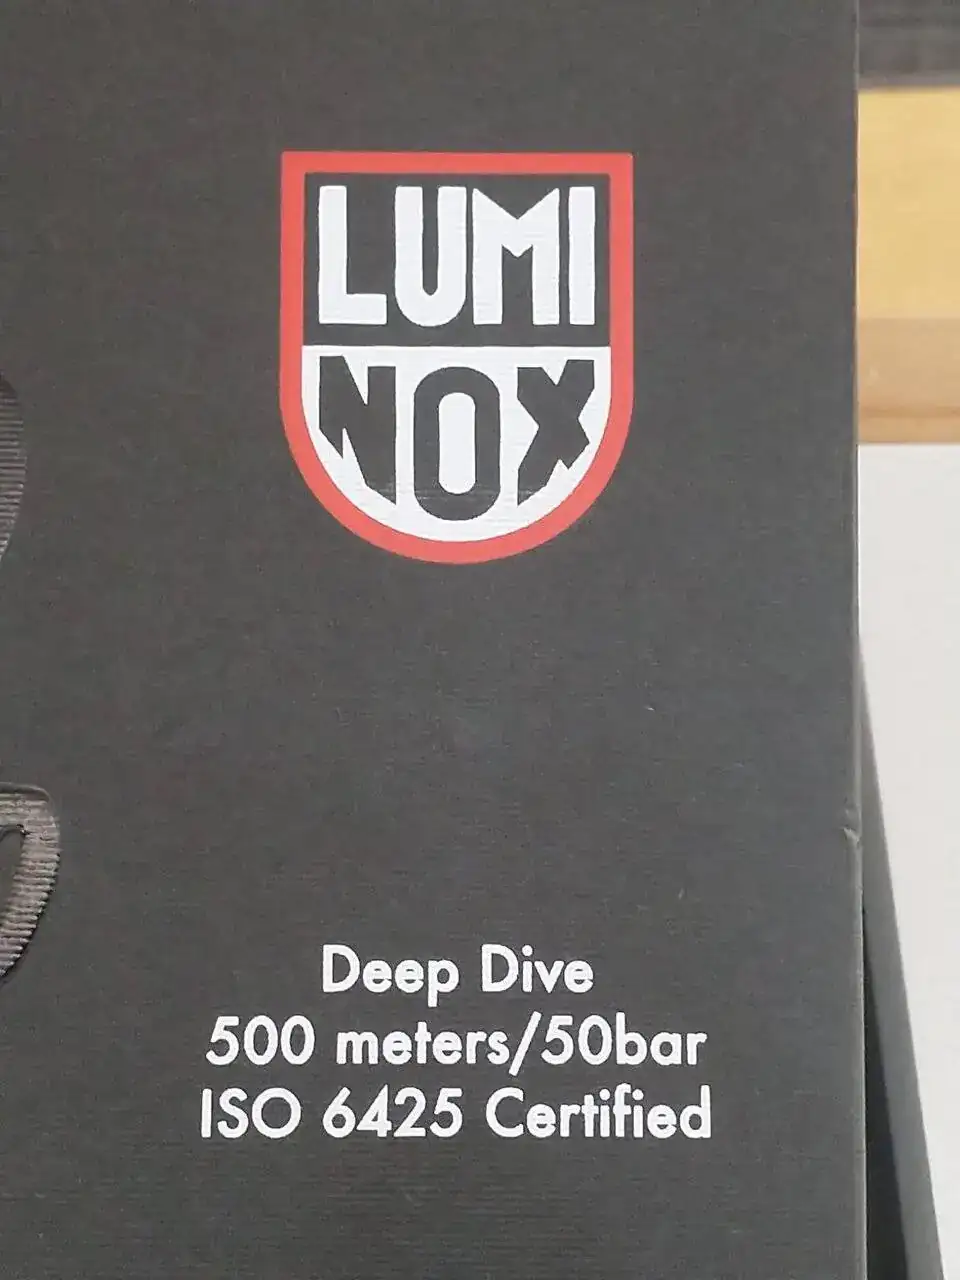 LUMI
NOX
Deep Dive
500 meters/50bar
ISO 6425 Certified